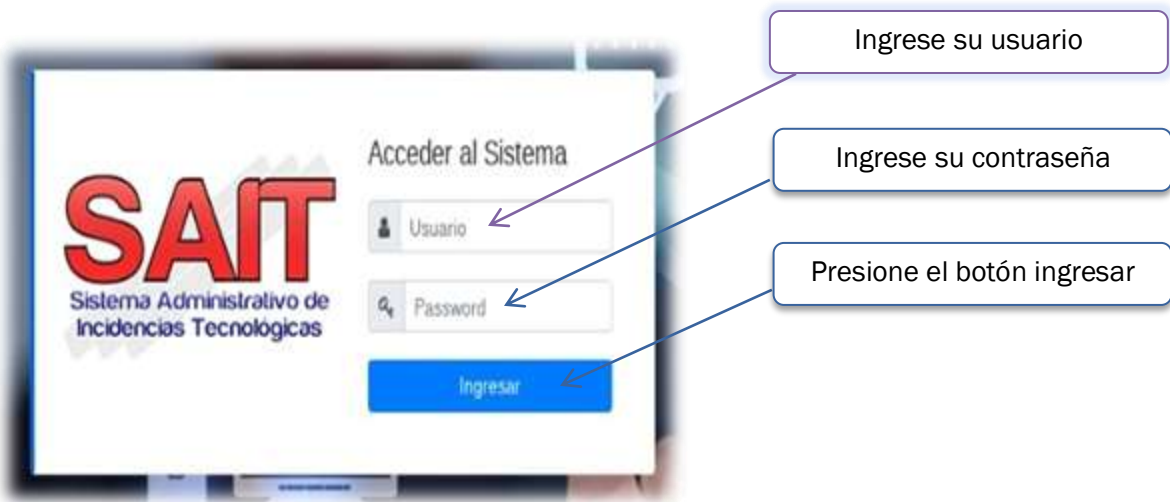 Ingrese su usuario
Acceder al Sistema
Ingrese su contraseña
SAIT
Usuario
Presione el botón ingresar
Sistema Administrativo de
Incidencias Tecnológicas
Password
Ingresar